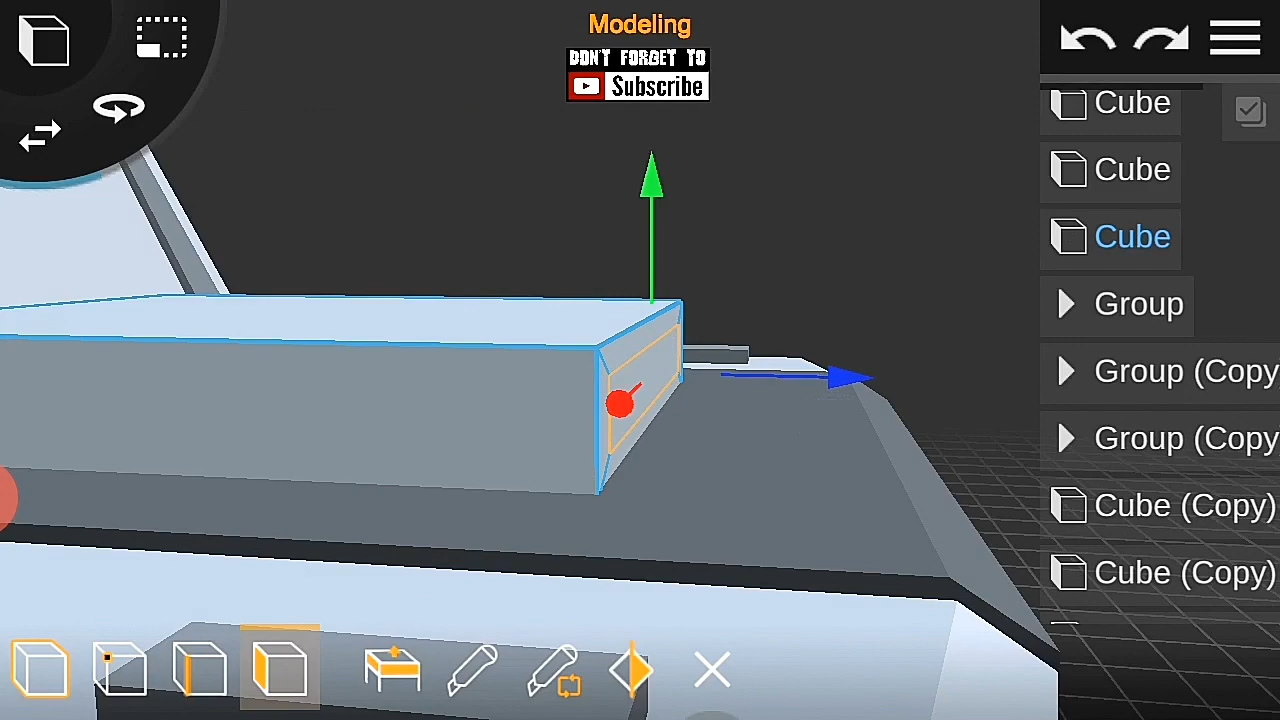 Modeling
DON'T FORGET TO
Subscribe
Cube
Cube
Cube
Group
Group (Copy
Group (Copy
Cube (Copy)
Cube (Copy)